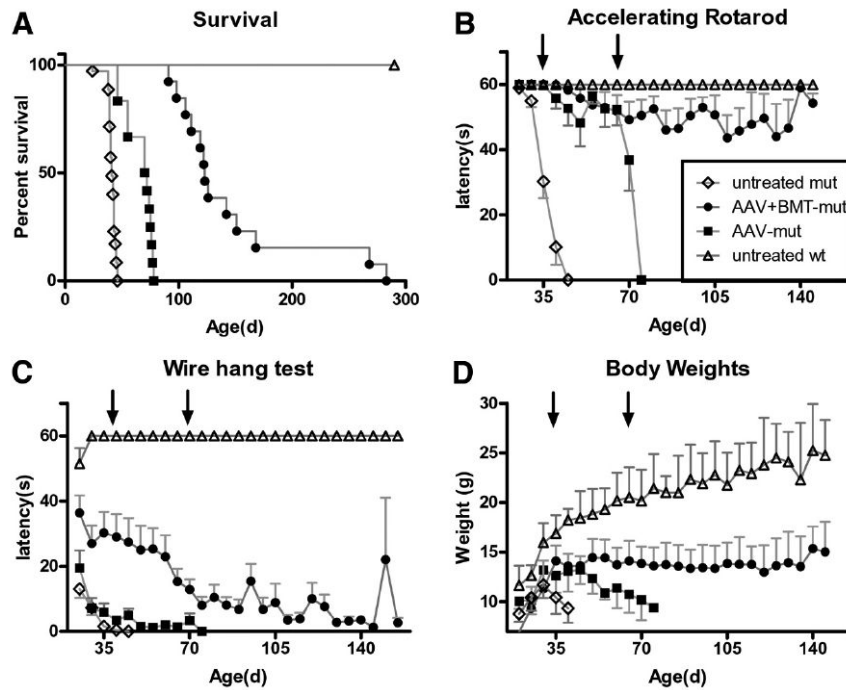 A
Survival
Percent survival
100
50
0
0 100 200 300
Age(d)
B
Accelerating Rotarod
latency(s)
60
40
20
0
35 70 105 140
Age(d)
untreated mut
AAV+BMT-mut
AAV-mut
untreated wt
C
Wire hang test
latency(s)
60
40
20
0
35 70 105 140
Age(d)
D
Body Weights
Weight (g)
30
25
20
15
10
35 70 105 140
Age(d)